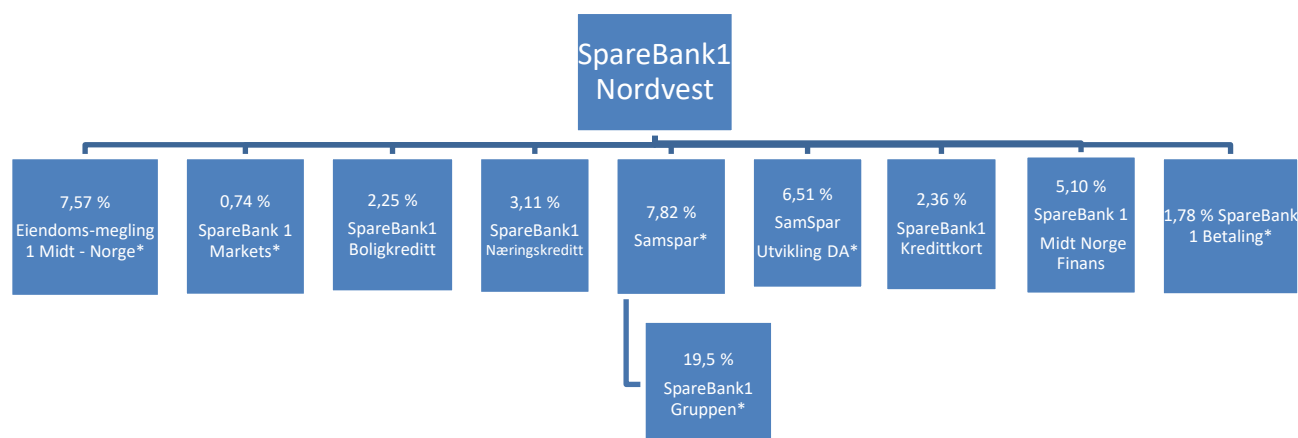 SpareBank1
Nordvest
7,57 %
Eiendoms-megling
1 Midt - Norge*
0,74 %
SpareBank 1
Markets*
2,25 %
SpareBank1
Boligkreditt
3,11 %
SpareBank1
Næringskreditt
7,82 %
Samspar*
6,51 %
SamSpar
Utvikling DA*
2,36 %
SpareBank1
Kredittkort
5,10 %
SpareBank 1
Midt Norge
Finans
1,78 % SpareBank
1 Betaling*
19,5 %
SpareBank1
Gruppen*